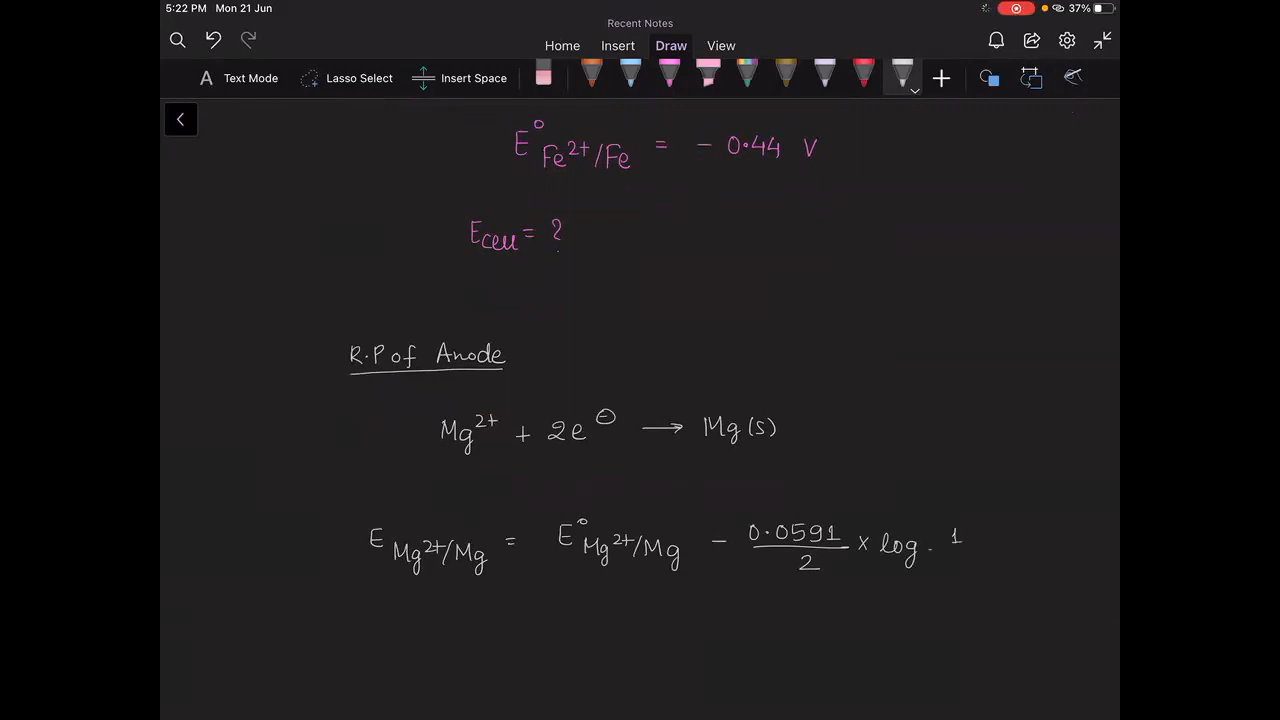 5:22 PM Mon 21 Jun
37%
Recent Notes
Home Insert Draw View
A Text Mode Lasso Select Insert Space
E° Fe²⁺/Fe = - 0.44 V
Ecell = ?
R.P of Anode
Mg²⁺ + 2e⊖ → Mg(s)
E Mg²⁺/Mg = E° Mg²⁺/Mg - 0.0591/2 × log. 1